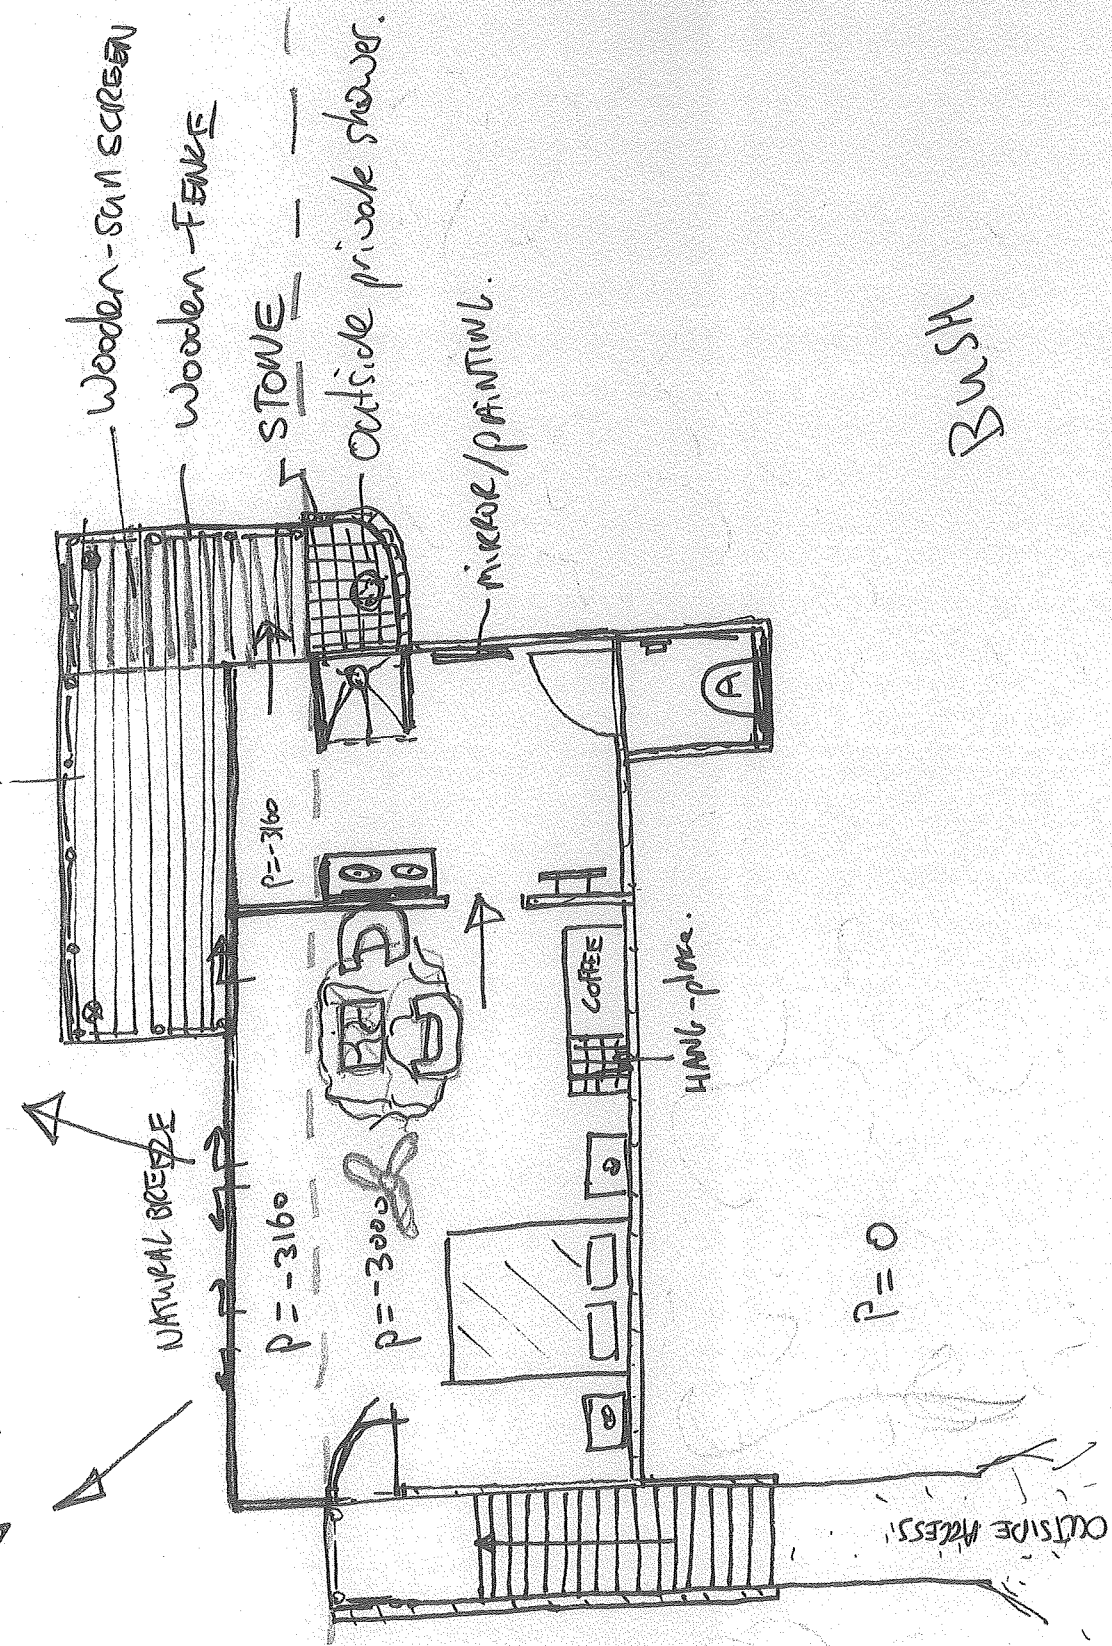 Wooden-sun SCREEN
Wooden-FENCE
STONE
outside private shower.
MIRROR/PAINTING.
BUSH
P=-3160
COFFEE
HANG-place.
NATURAL BREEZE
P=-3160
P=-3000
P=0
OUTSIDE ACCESS.